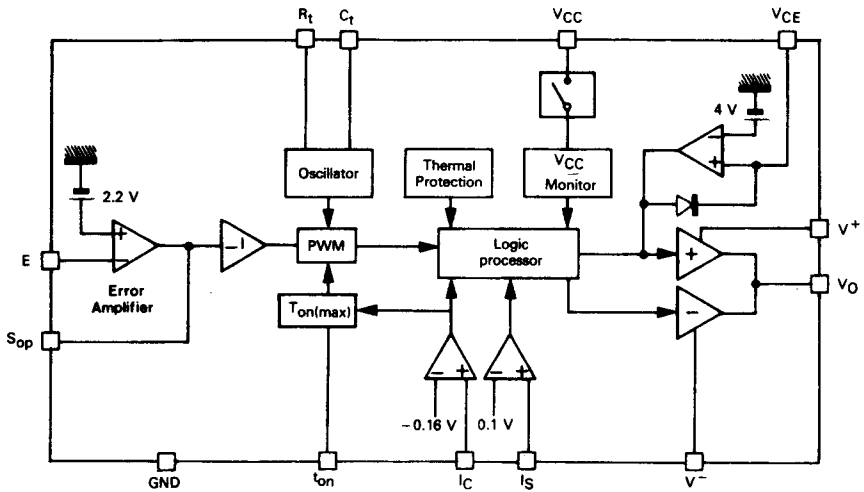 Rt Ct VCC VCE
4 V
Oscillator
Thermal
Protection
VCC
Monitor
2.2 V
PWM
Logic
processor
E
Error
Amplifier
Sop
Ton(max)
V+
VO
−0.16 V 0.1 V
GND ton IC IS V−